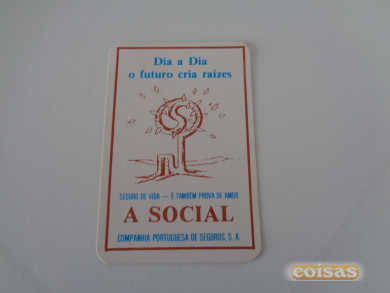 Dia a Dia
o futuro cria raízes
SEGURO DE VIDA — É TAMBÉM PROVA DE AMOR
A SOCIAL
COMPANHIA PORTUGUESA DE SEGUROS, S. A.
coisas